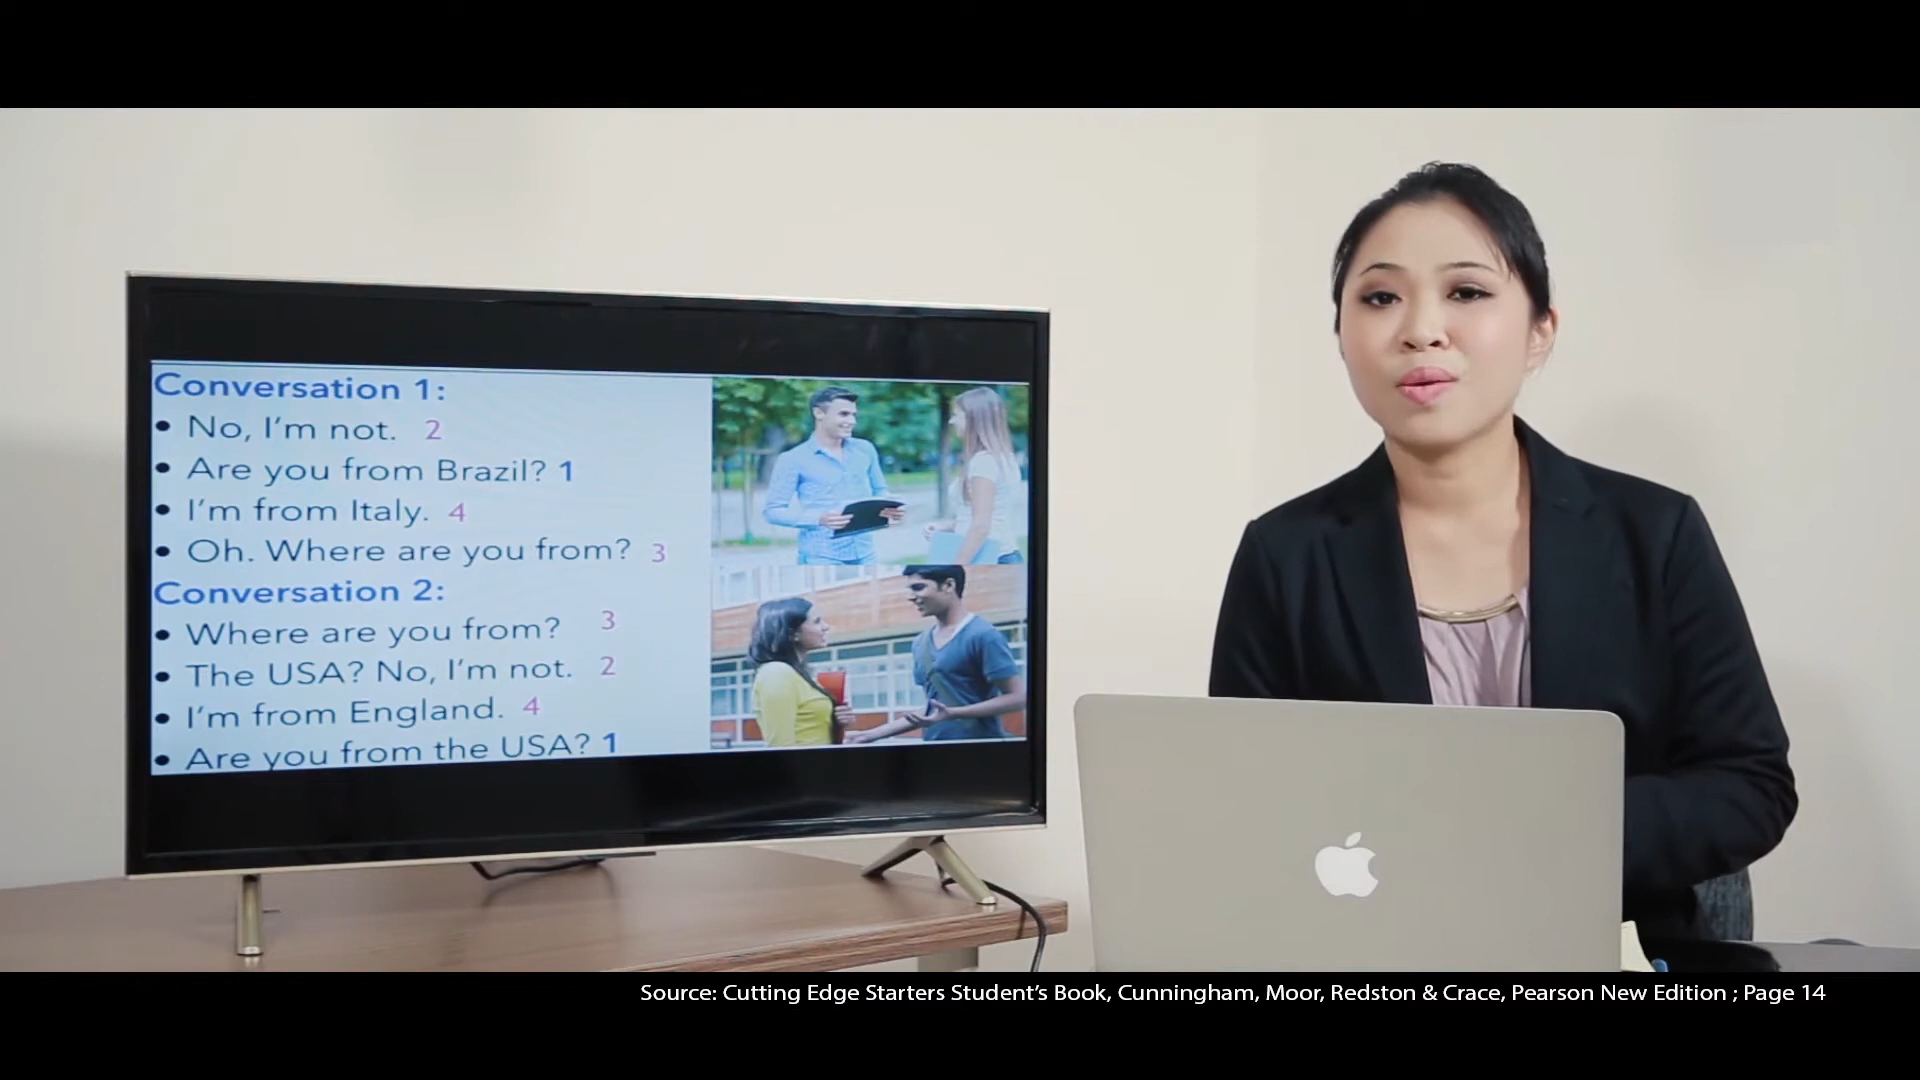 Conversation 1:
• No, I'm not. 2
• Are you from Brazil? 1
• I'm from Italy. 4
• Oh. Where are you from? 3
Conversation 2:
• Where are you from? 3
• The USA? No, I'm not. 2
• I'm from England. 4
• Are you from the USA? 1
Source: Cutting Edge Starters Student’s Book, Cunningham, Moor, Redston & Crace, Pearson New Edition ; Page 14